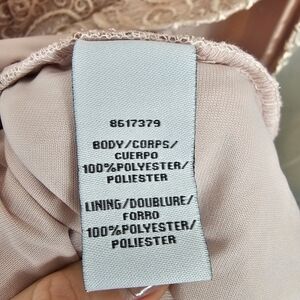 8617379
BODY/CORPS/
CUERPO
100%POLYESTER/
POLIESTER
LINING/DOUBLURE/
FORRO
100%POLYESTER/
POLIESTER